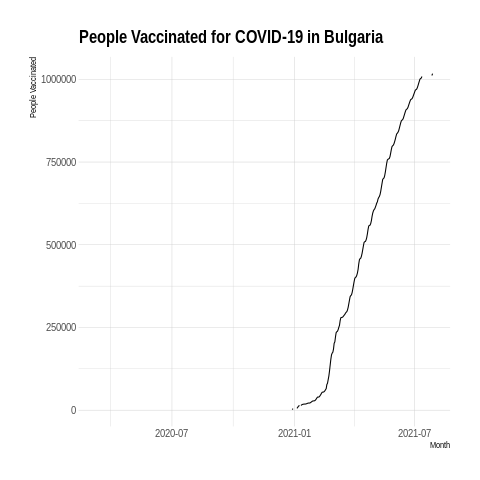 People Vaccinated for COVID-19 in Bulgaria
People Vaccinated
1000000
750000
500000
250000
0
2020-07
2021-01
2021-07
Month